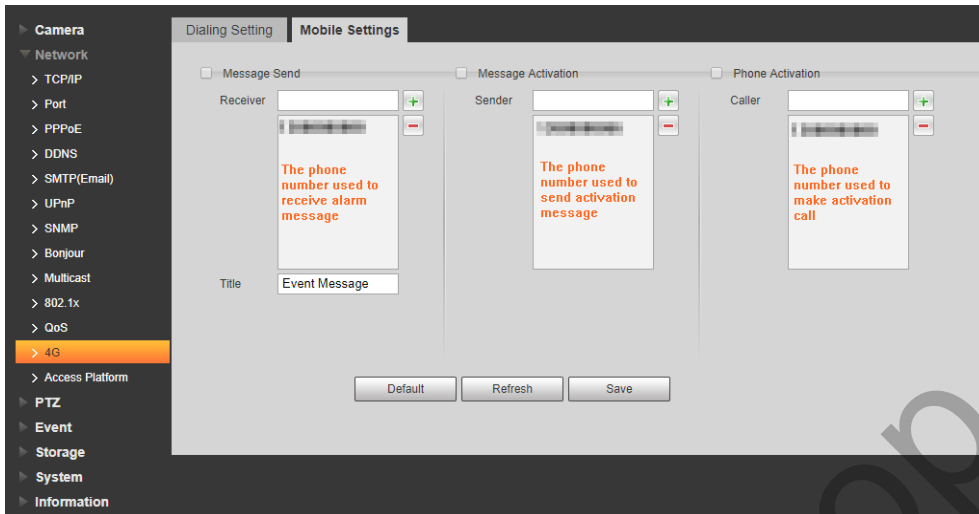 Camera
Network
TCP/IP
Port
PPPoE
DDNS
SMTP(Email)
UPnP
SNMP
Bonjour
Multicast
802.1x
QoS
4G
Access Platform
PTZ
Event
Storage
System
Information
Dialing Setting
Mobile Settings
Message Send
Receiver
The phone
number used to
receive alarm
message
Title
Event Message
Message Activation
Sender
The phone
number used to
send activation
message
Phone Activation
Caller
The phone
number used to
make activation
call
Default
Refresh
Save